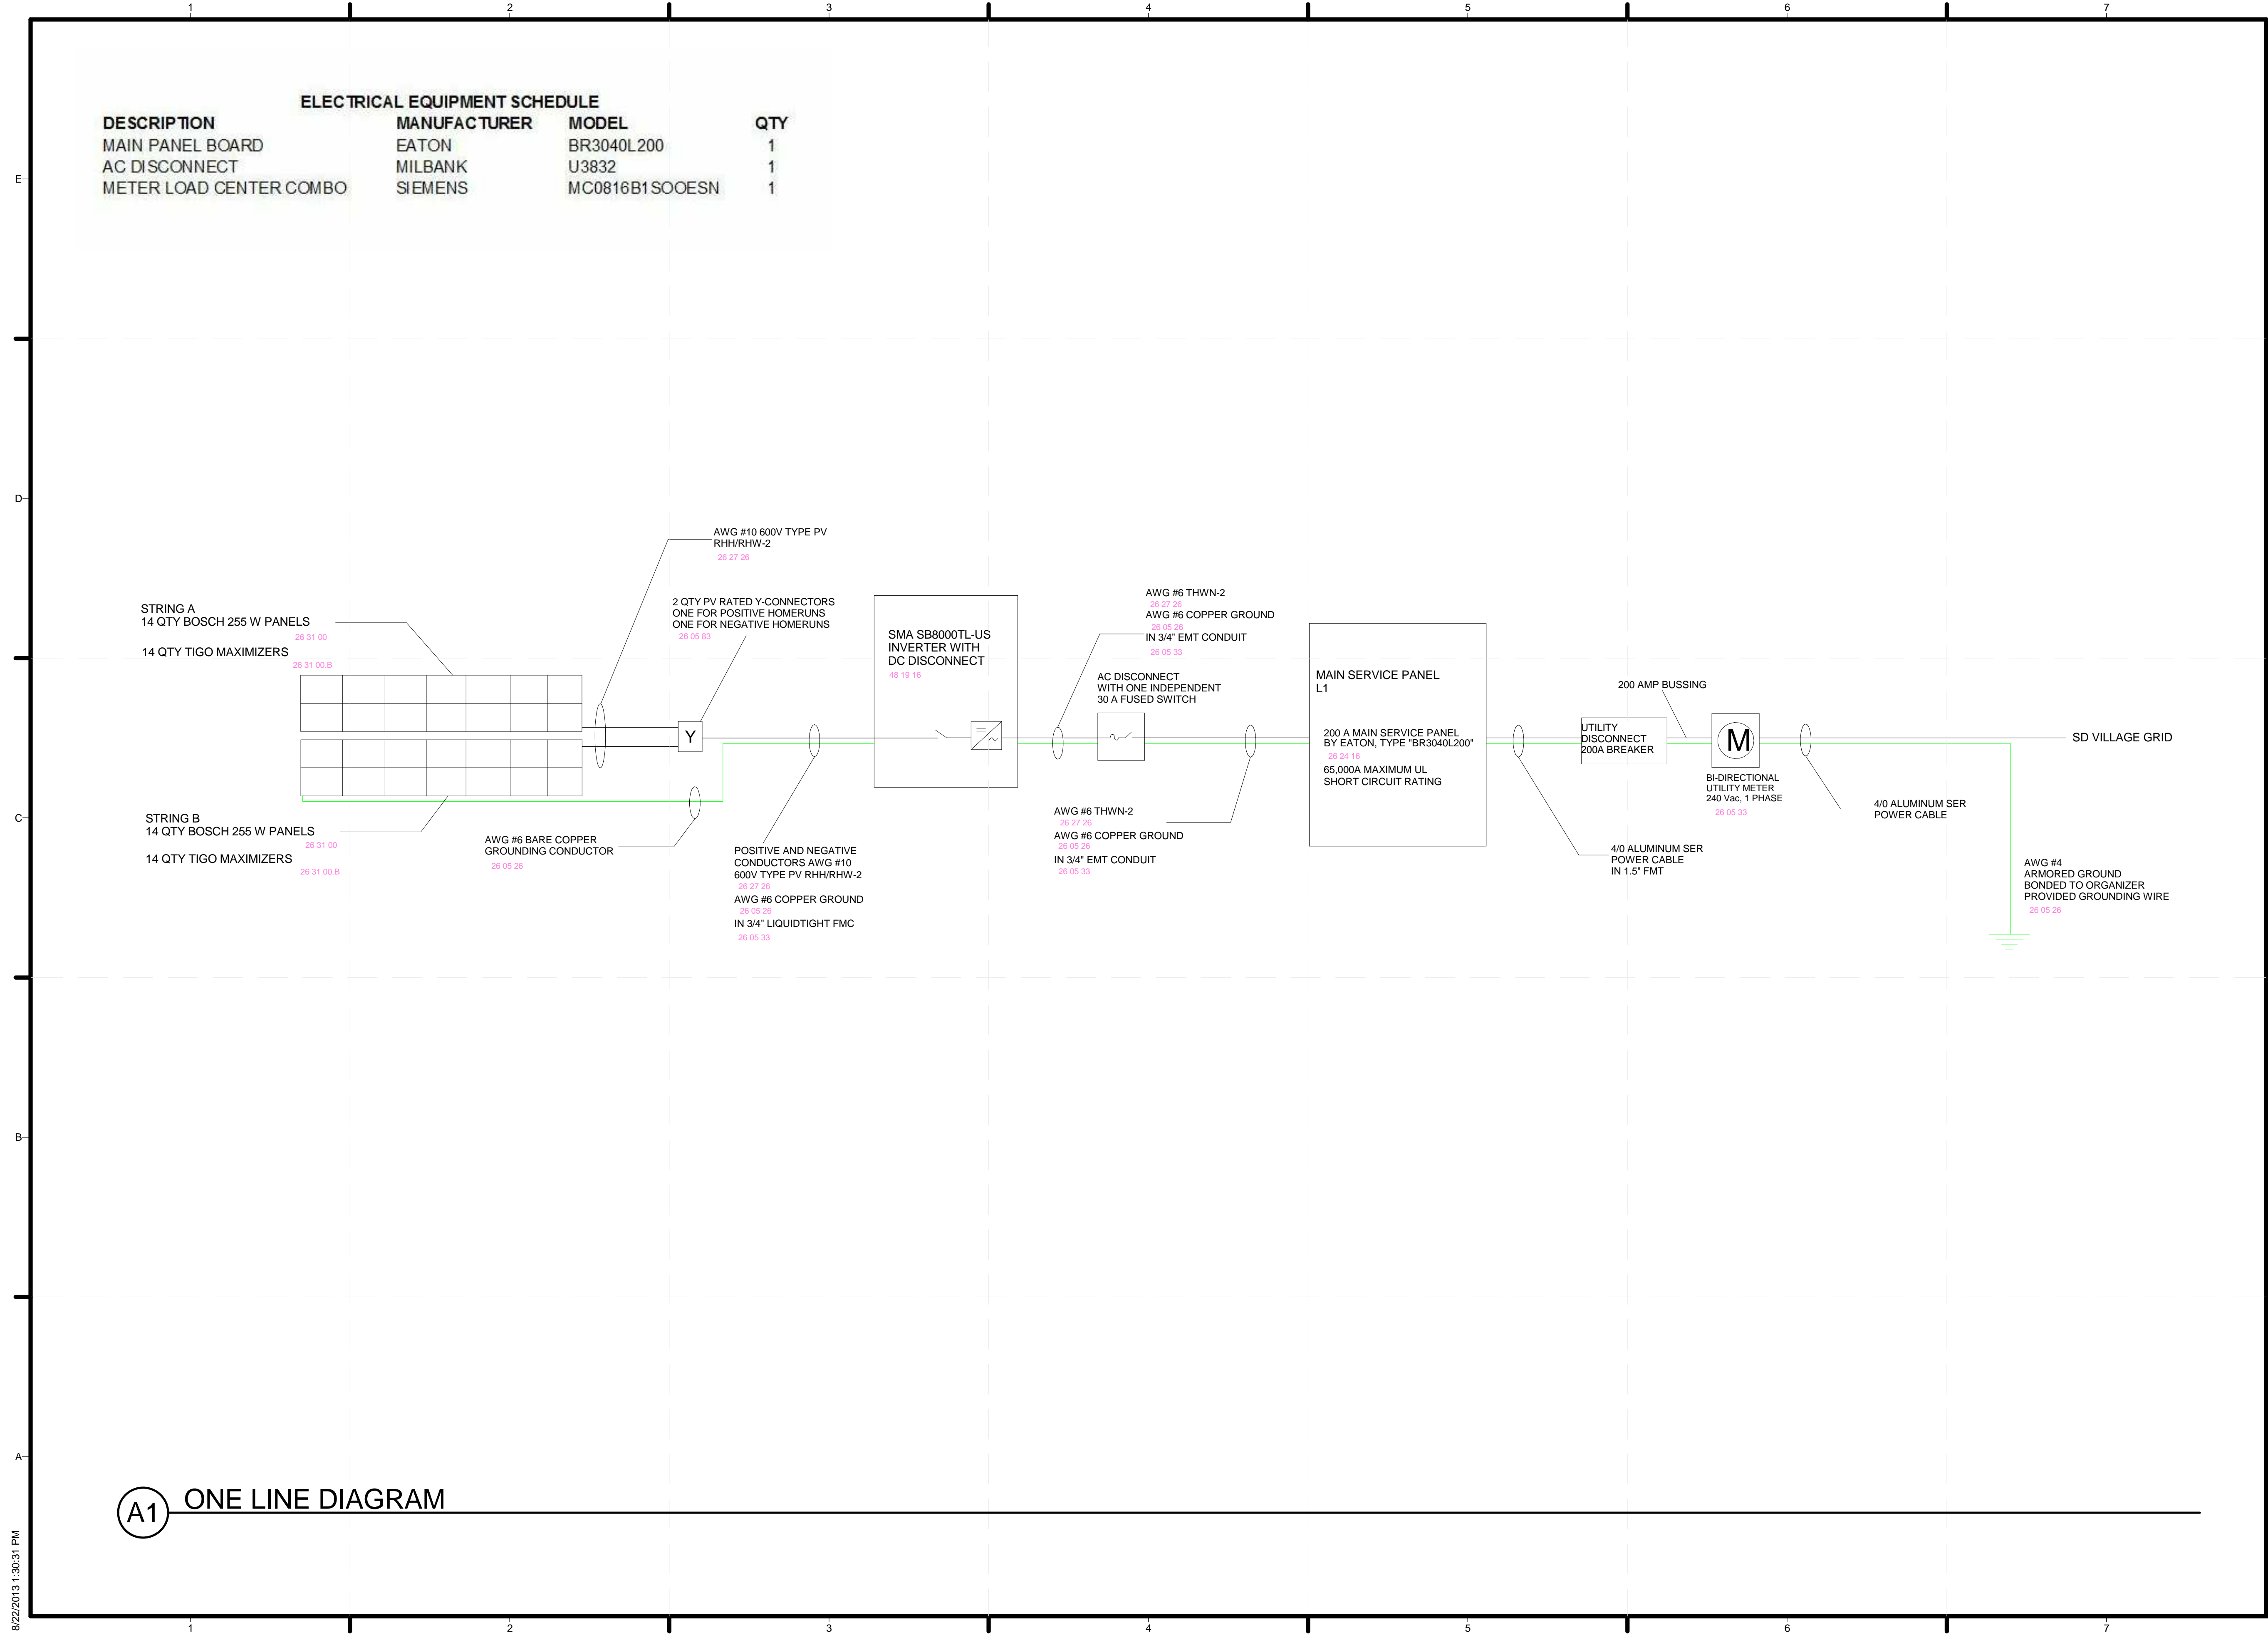 1 2 3 4 5 6 7
ELECTRICAL EQUIPMENT SCHEDULE
DESCRIPTION MANUFACTURER MODEL QTY
MAIN PANEL BOARD EATON BR3040L200 1
AC DISCONNECT MILBANK U3832 1
METER LOAD CENTER COMBO SIEMENS MC0816B1SOOESN 1
E
D
C
B
A
STRING A
14 QTY BOSCH 255 W PANELS
26 31 00
14 QTY TIGO MAXIMIZERS
26 31 00.B
STRING B
14 QTY BOSCH 255 W PANELS
26 31 00
14 QTY TIGO MAXIMIZERS
26 31 00.B
AWG #10 600V TYPE PV
RHH/RHW-2
26 27 26
2 QTY PV RATED Y-CONNECTORS
ONE FOR POSITIVE HOMERUNS
ONE FOR NEGATIVE HOMERUNS
26 05 83
Y
AWG #6 BARE COPPER
GROUNDING CONDUCTOR
26 05 26
POSITIVE AND NEGATIVE
CONDUCTORS AWG #10
600V TYPE PV RHH/RHW-2
26 27 26
AWG #6 COPPER GROUND
26 05 26
IN 3/4" LIQUIDTIGHT FMC
26 05 33
SMA SB8000TL-US
INVERTER WITH
DC DISCONNECT
48 19 16
AWG #6 THWN-2
26 27 26
AWG #6 COPPER GROUND
26 05 26
IN 3/4" EMT CONDUIT
26 05 33
AC DISCONNECT
WITH ONE INDEPENDENT
30 A FUSED SWITCH
AWG #6 THWN-2
26 27 26
AWG #6 COPPER GROUND
26 05 26
IN 3/4" EMT CONDUIT
26 05 33
MAIN SERVICE PANEL
L1
200 A MAIN SERVICE PANEL
BY EATON, TYPE "BR3040L200"
26 24 16
65,000A MAXIMUM UL
SHORT CIRCUIT RATING
4/0 ALUMINUM SER
POWER CABLE
IN 1.5" FMT
UTILITY
DISCONNECT
200A BREAKER
200 AMP BUSSING
M
BI-DIRECTIONAL
UTILITY METER
240 Vac, 1 PHASE
26 05 33
4/0 ALUMINUM SER
POWER CABLE
SD VILLAGE GRID
AWG #4
ARMORED GROUND
BONDED TO ORGANIZER
PROVIDED GROUNDING WIRE
26 05 26
A1 ONE LINE DIAGRAM
8/22/2013 1:30:31 PM
1 2 3 4 5 6 7